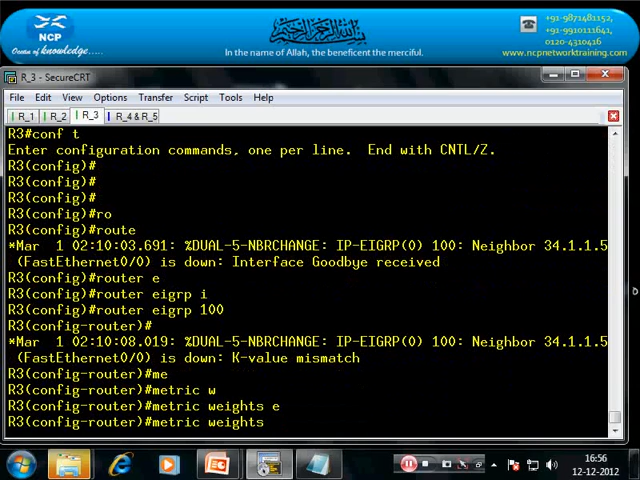 NCP
Ocean of knowledge.....
بسم الله الرحمن الرحيم
In the name of Allah, the beneficent the merciful.
+91-9871481152,
+91-9910111641,
0120-4310416
www.ncpnetworktraining.com
R_3 - SecureCRT
File Edit View Options Transfer Script Tools Help
R_1 R_2 R_3 R_4 & R_5
R3#conf t
Enter configuration commands, one per line.  End with CNTL/Z.
R3(config)#
R3(config)#
R3(config)#
R3(config)#ro
R3(config)#route
*Mar  1 02:10:03.691: %DUAL-5-NBRCHANGE: IP-EIGRP(0) 100: Neighbor 34.1.1.5
(FastEthernet0/0) is down: Interface Goodbye received
R3(config)#router e
R3(config)#router eigrp i
R3(config)#router eigrp 100
R3(config-router)#
*Mar  1 02:10:08.019: %DUAL-5-NBRCHANGE: IP-EIGRP(0) 100: Neighbor 34.1.1.5
(FastEthernet0/0) is down: K-value mismatch
R3(config-router)#me
R3(config-router)#metric w
R3(config-router)#metric weights e
R3(config-router)#metric weights
16:56
12-12-2012